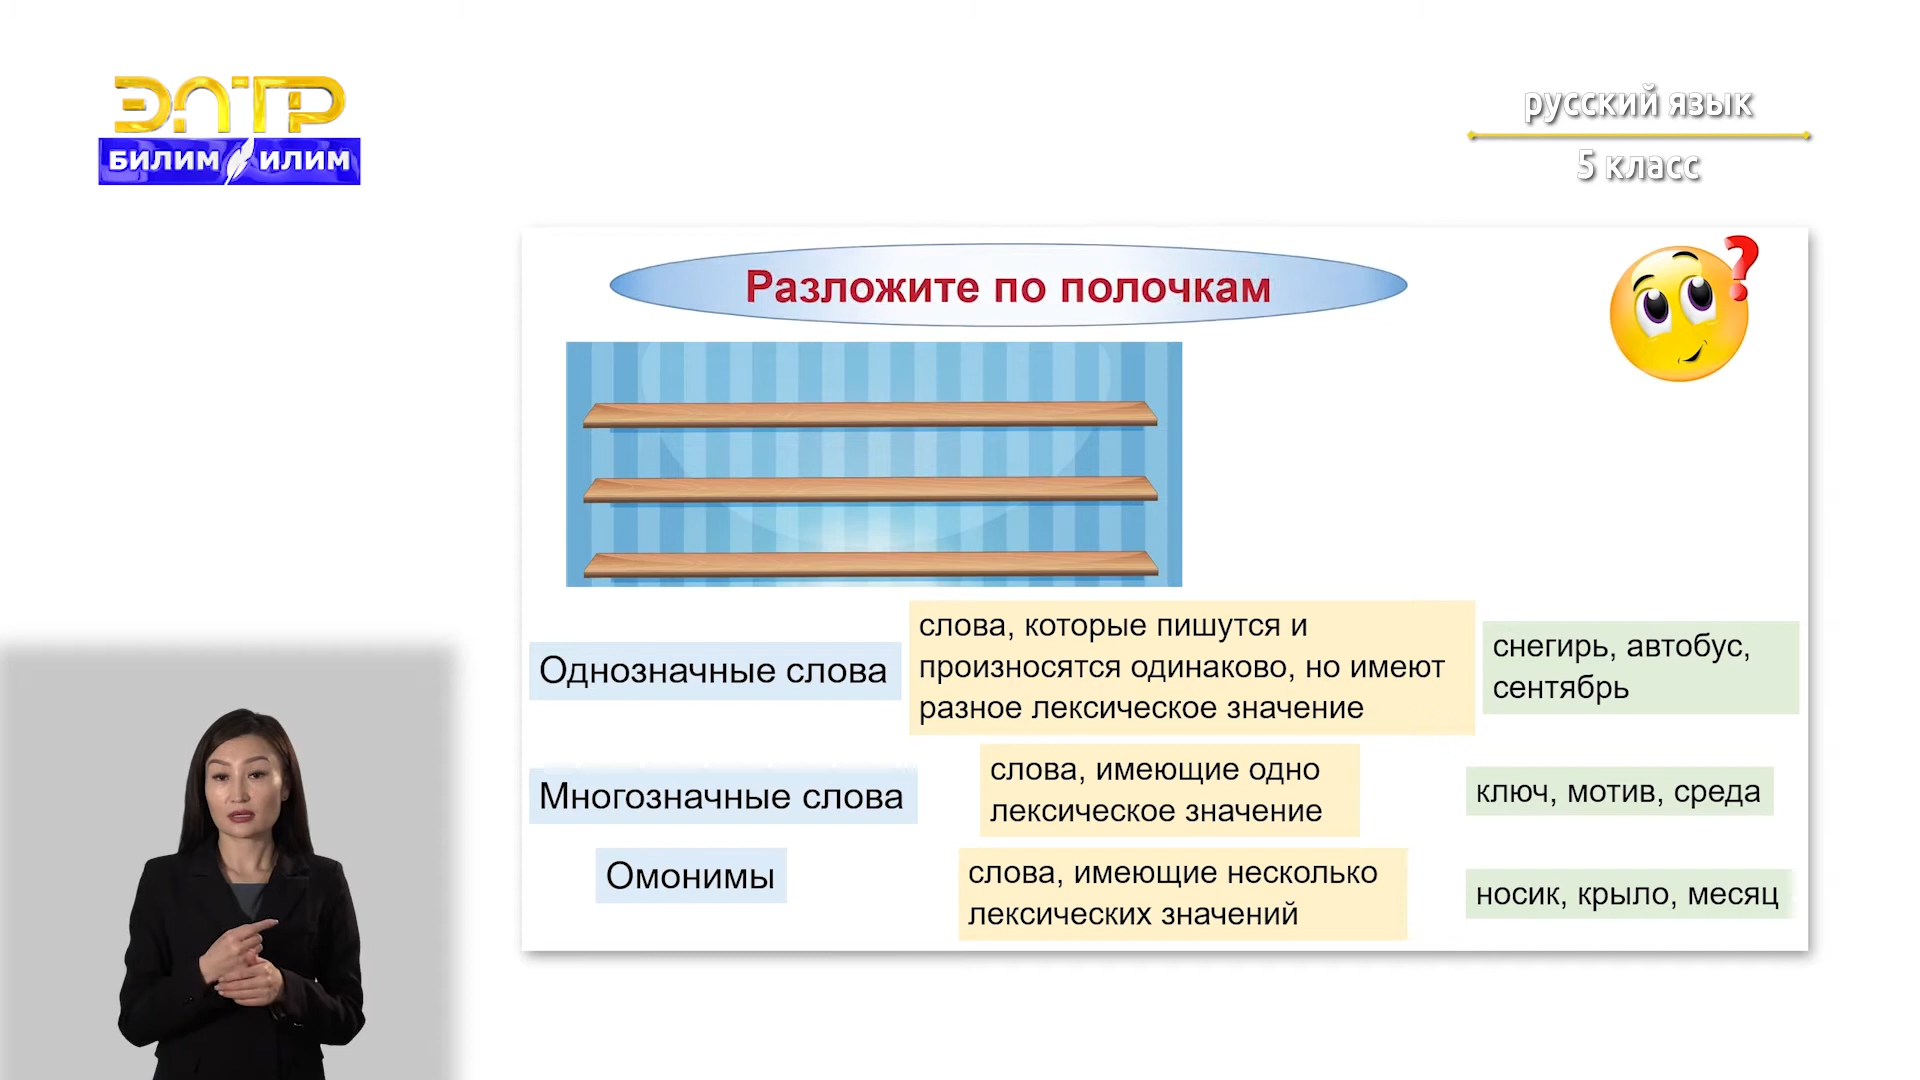 ЭЛТР
БИЛИМ ИЛИМ
русский язык
5 класс
Разложите по полочкам
?
Однозначные слова
слова, которые пишутся и
произносятся одинаково, но имеют
разное лексическое значение
снегирь, автобус,
сентябрь
Многозначные слова
слова, имеющие одно
лексическое значение
ключ, мотив, среда
Омонимы
слова, имеющие несколько
лексических значений
носик, крыло, месяц